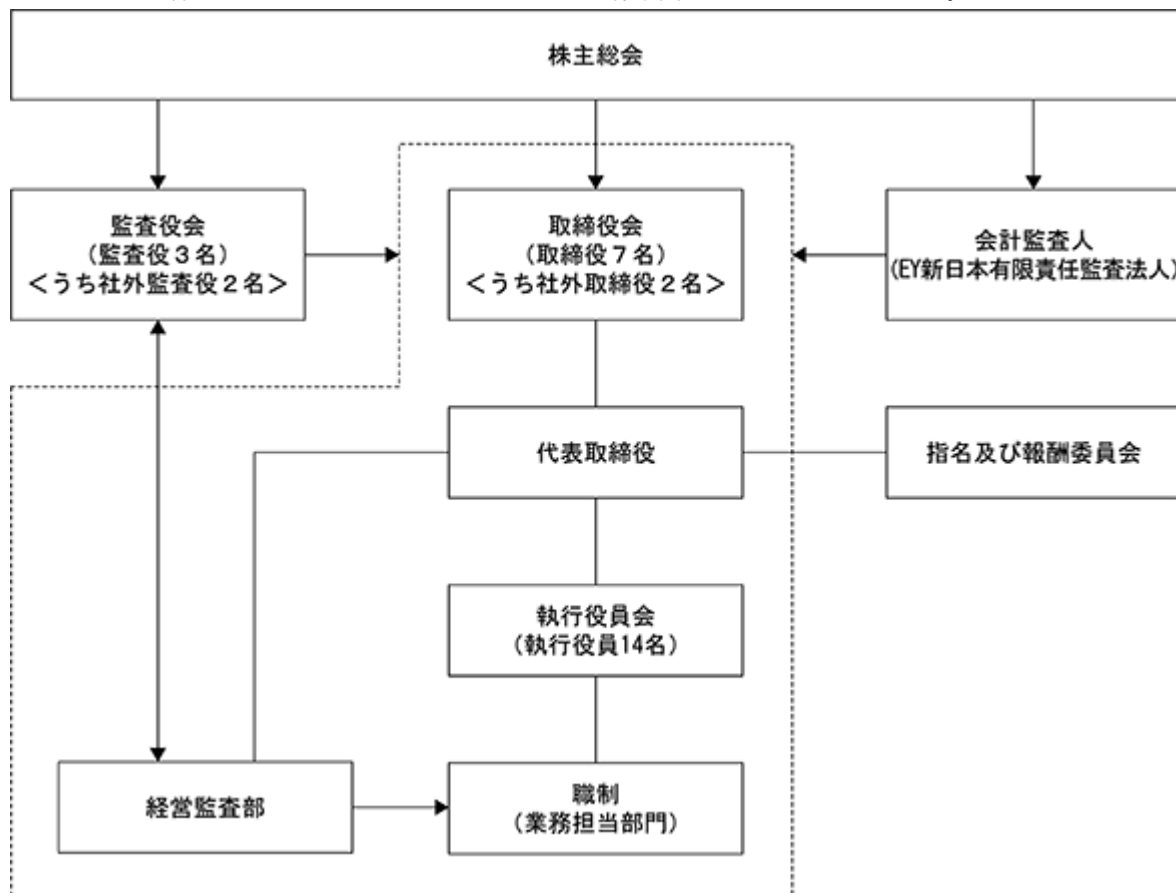 株主総会
監査役会
(監査役3名)
<うち社外監査役2名>
取締役会
(取締役7名)
<うち社外取締役2名>
会計監査人
(EY新日本有限責任監査法人)
代表取締役
指名及び報酬委員会
執行役員会
(執行役員14名)
経営監査部
職制
(業務担当部門)